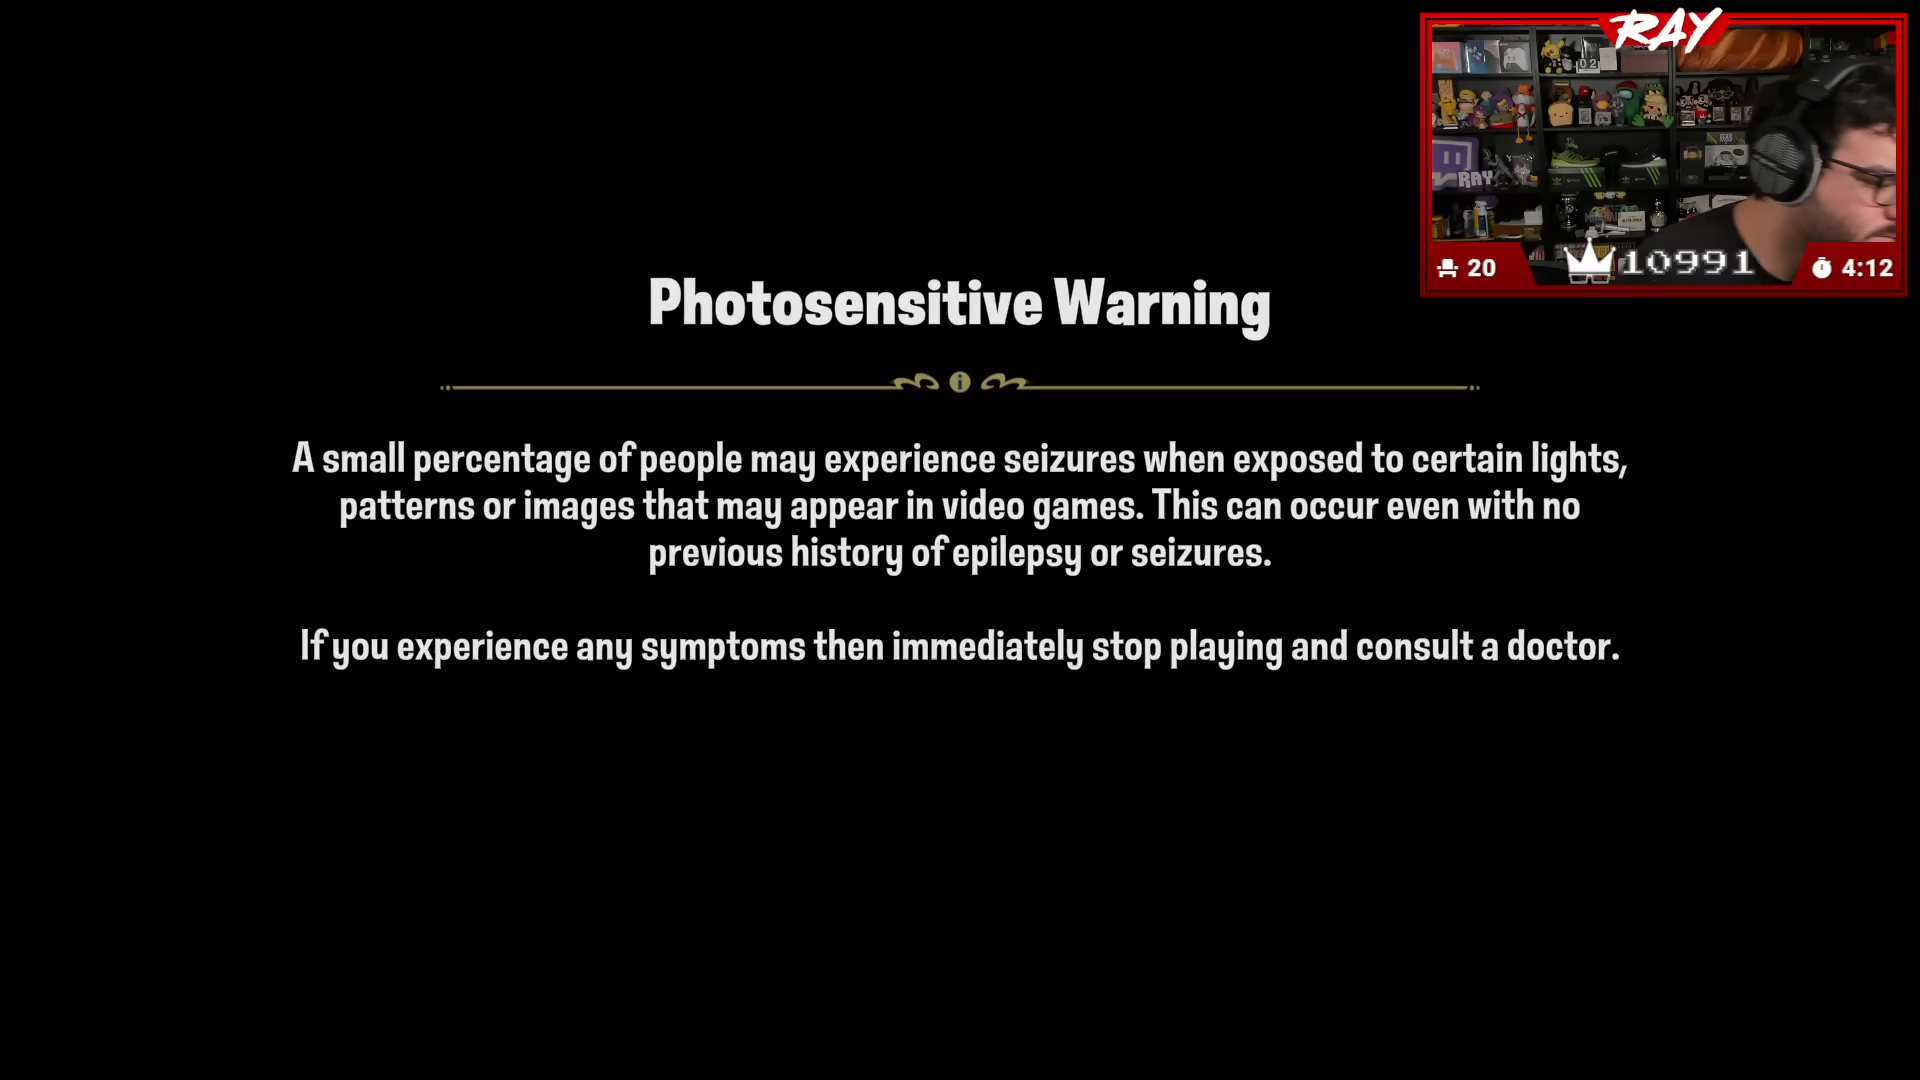 RAY
RAY
20
10991
4:12
Photosensitive Warning
A small percentage of people may experience seizures when exposed to certain lights,
patterns or images that may appear in video games. This can occur even with no
previous history of epilepsy or seizures.
If you experience any symptoms then immediately stop playing and consult a doctor.